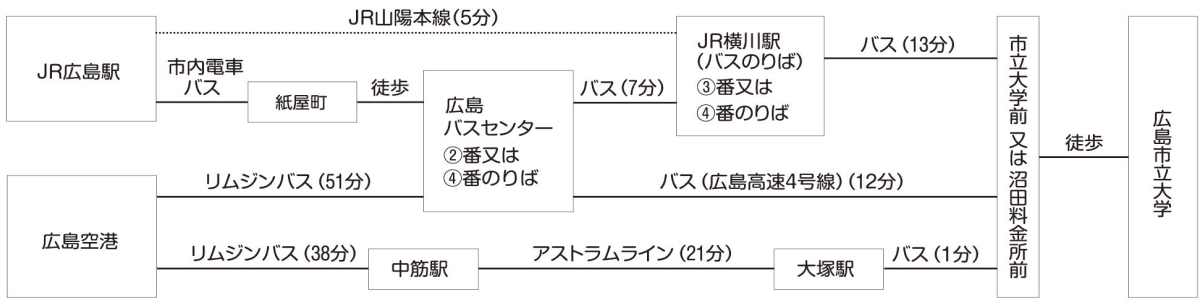 JR山陽本線（5分）
JR広島駅
市内電車
バス
紙屋町
徒歩
広島
バスセンター
②番又は
④番のりば
バス（7分）
JR横川駅
（バスのりば）
③番又は
④番のりば
バス（13分）
市立大学前 又は 沼田料金所前
徒歩
広島市立大学
広島空港
リムジンバス（51分）
バス（広島高速4号線）（12分）
リムジンバス（38分）
中筋駅
アストラムライン（21分）
大塚駅
バス（1分）